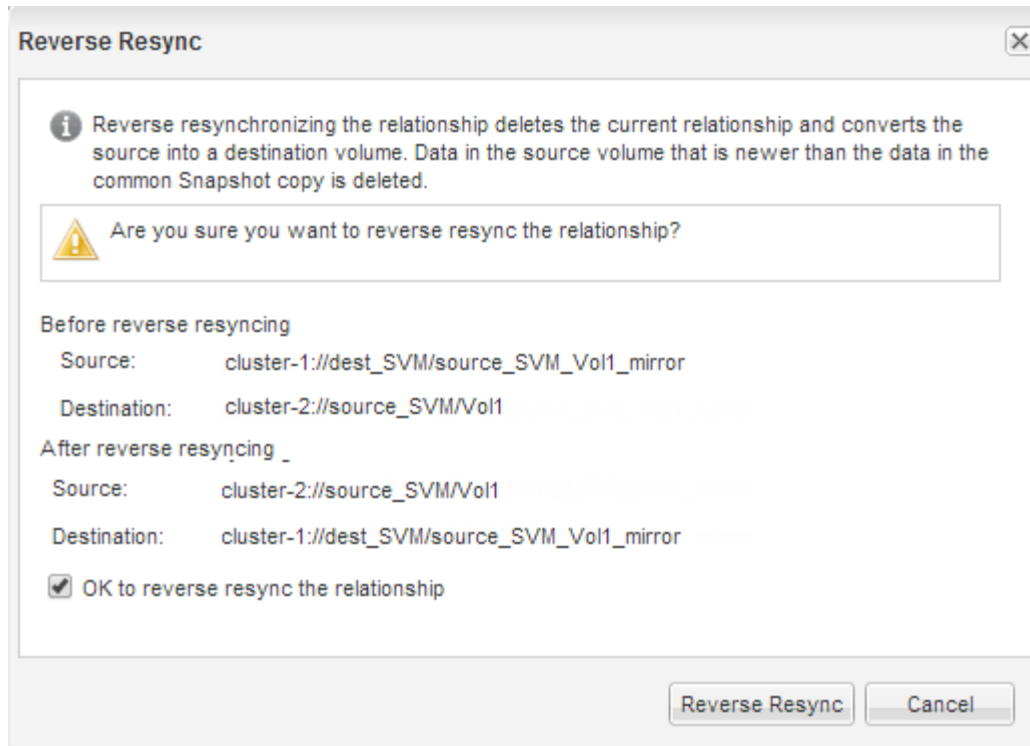 Reverse Resync
Reverse resynchronizing the relationship deletes the current relationship and converts the
source into a destination volume. Data in the source volume that is newer than the data in the
common Snapshot copy is deleted.
Are you sure you want to reverse resync the relationship?
Before reverse resyncing
Source: cluster-1://dest_SVM/source_SVM_Vol1_mirror
Destination: cluster-2://source_SVM/Vol1
After reverse resyncing _
Source: cluster-2://source_SVM/Vol1
Destination: cluster-1://dest_SVM/source_SVM_Vol1_mirror
OK to reverse resync the relationship
Reverse Resync Cancel